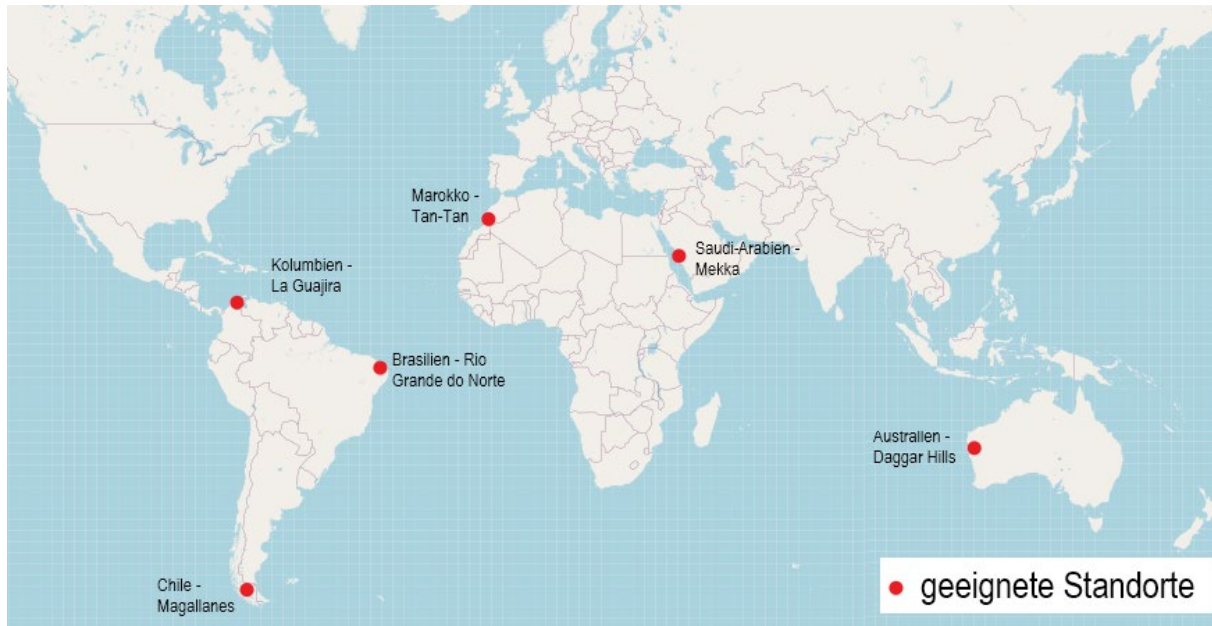 Marokko -
Tan-Tan
Saudi-Arabien -
Mekka
Kolumbien -
La Guajira
Brasilien - Rio
Grande do Norte
Australien -
Daggar Hills
Chile -
Magallanes
geeignete Standorte